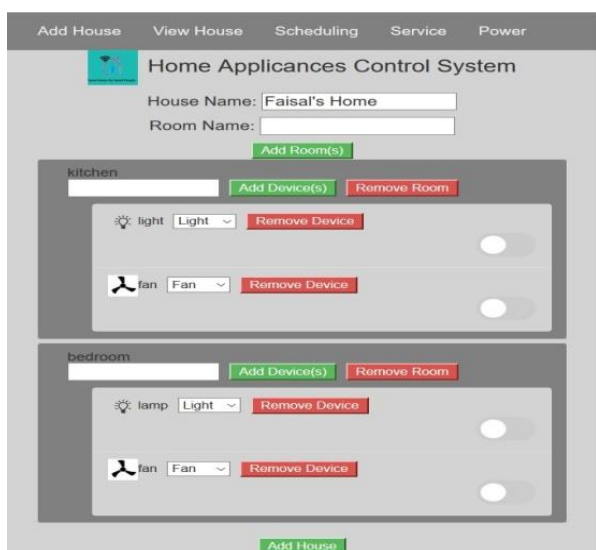 Add House View House Scheduling Service Power
Home Applicances Control System
House Name: Faisal's Home
Room Name:
Add Room(s)
kitchen
Add Device(s) Remove Room
light Light Remove Device
fan Fan Remove Device
bedroom
Add Device(s) Remove Room
lamp Light Remove Device
fan Fan Remove Device
Add House